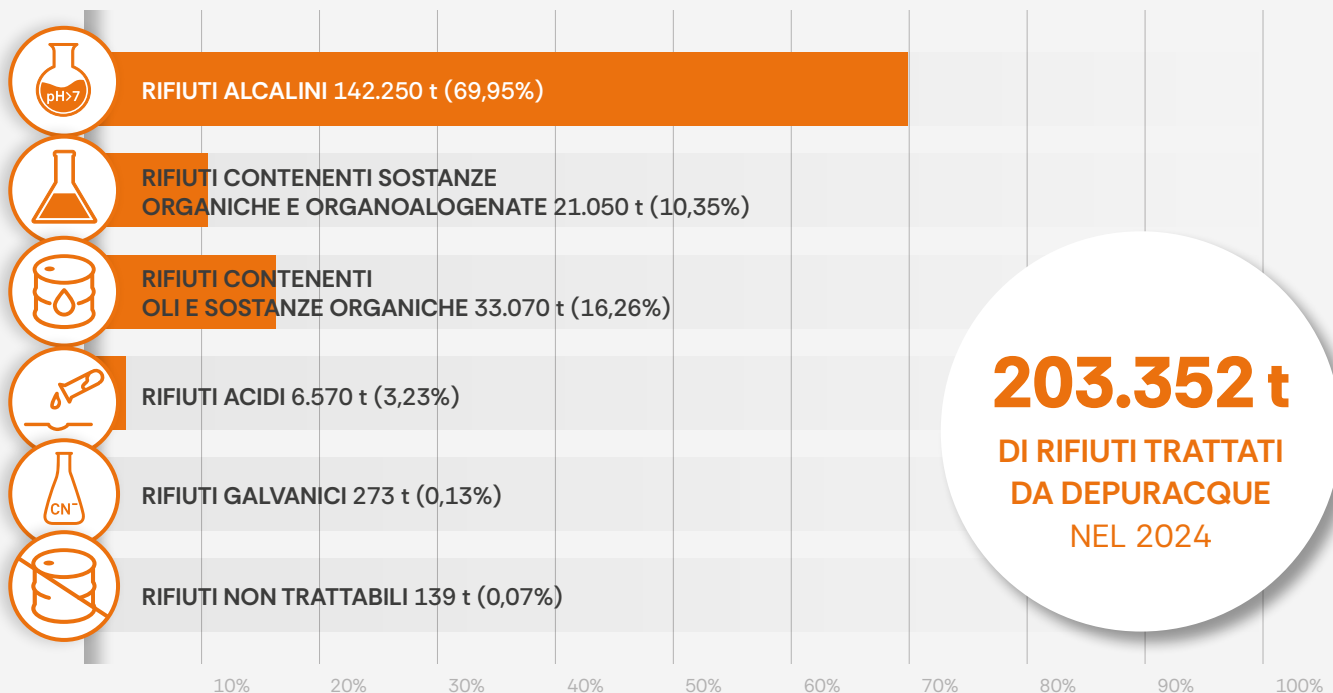 pH>7
RIFIUTI ALCALINI 142.250 t (69,95%)
RIFIUTI CONTENENTI SOSTANZE
ORGANICHE E ORGANOALOGENATE 21.050 t (10,35%)
RIFIUTI CONTENENTI
OLI E SOSTANZE ORGANICHE 33.070 t (16,26%)
RIFIUTI ACIDI 6.570 t (3,23%)
CN⁻
RIFIUTI GALVANICI 273 t (0,13%)
RIFIUTI NON TRATTABILI 139 t (0,07%)
203.352 t
DI RIFIUTI TRATTATI
DA DEPURACQUE
NEL 2024
10% 20% 30% 40% 50% 60% 70% 80% 90% 100%